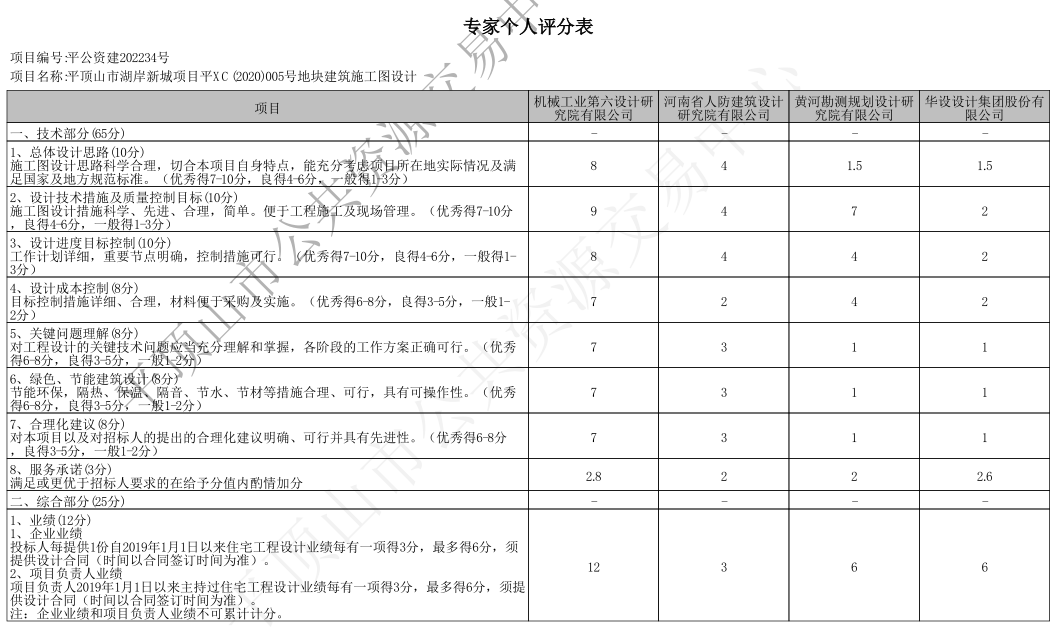 专家个人评分表
项目编号:平公资建202234号
项目名称:平顶山市湖岸新城项目平XC(2020)005号地块建筑施工图设计
项目 机械工业第六设计研究院有限公司 河南省人防建筑设计研究院有限公司 黄河勘测规划设计研究院有限公司 华设设计集团股份有限公司
一、技术部分(65分) – – – –
1、总体设计思路(10分)
施工图设计思路科学合理，切合本项目自身特点，能充分考虑项目所在地实际情况及满
足国家及地方规范标准。（优秀得7-10分，良得4-6分，一般得1-3分）
8 4 1.5 1.5
2、设计技术措施及质量控制目标(10分)
施工图设计措施科学、先进、合理，简单。便于工程施工及现场管理。（优秀得7-10分
，良得4-6分，一般得1-3分）
9 4 7 2
3、设计进度目标控制(10分)
工作计划详细，重要节点明确，控制措施可行。（优秀得7-10分，良得4-6分，一般得1-
3分）
8 4 4 2
4、设计成本控制(8分)
目标控制措施详细、合理，材料便于采购及实施。（优秀得6-8分，良得3-5分，一般1-
2分）
7 2 4 2
5、关键问题理解(8分)
对工程设计的关键技术问题应当充分理解和掌握，各阶段的工作方案正确可行。（优秀
得6-8分，良得3-5分，一般1-2分）
7 3 1 1
6、绿色、节能建筑设计(8分)
节能环保，隔热、保温、隔音、节水、节材等措施合理、可行，具有可操作性。（优秀
得6-8分，良得3-5分，一般1-2分）
7 3 1 1
7、合理化建议(8分)
对本项目以及对招标人的提出的合理化建议明确、可行并具有先进性。（优秀得6-8分
，良得3-5分，一般1-2分）
7 3 1 1
8、服务承诺(3分)
满足或更优于招标人要求的在给予分值内酌情加分
2.8 2 2 2.6
二、综合部分(25分) – – – –
1、业绩(12分)
1、企业业绩
投标人每提供1份自2019年1月1日以来住宅工程设计业绩每有一项得3分，最多得6分，须
提供设计合同（时间以合同签订时间为准）。
2、项目负责人业绩
项目负责人2019年1月1日以来主持过住宅工程设计业绩每有一项得3分，最多得6分，须提
供设计合同（时间以合同签订时间为准）。
注：企业业绩和项目负责人业绩不可累计计分。
12 3 6 6
平顶山市公共资源交易中心
平顶山市公共资源交易中心